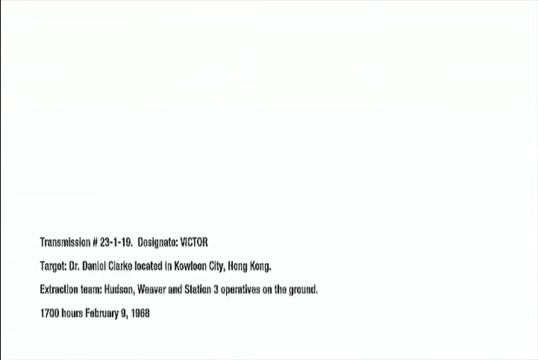 Transmission # 23-1-19. Designate: VICTOR
Target: Dr. Daniel Clarke located in Kowloon City, Hong Kong.
Extraction team: Hudson, Weaver and Station 3 operatives on the ground.
1700 hours February 9, 1968